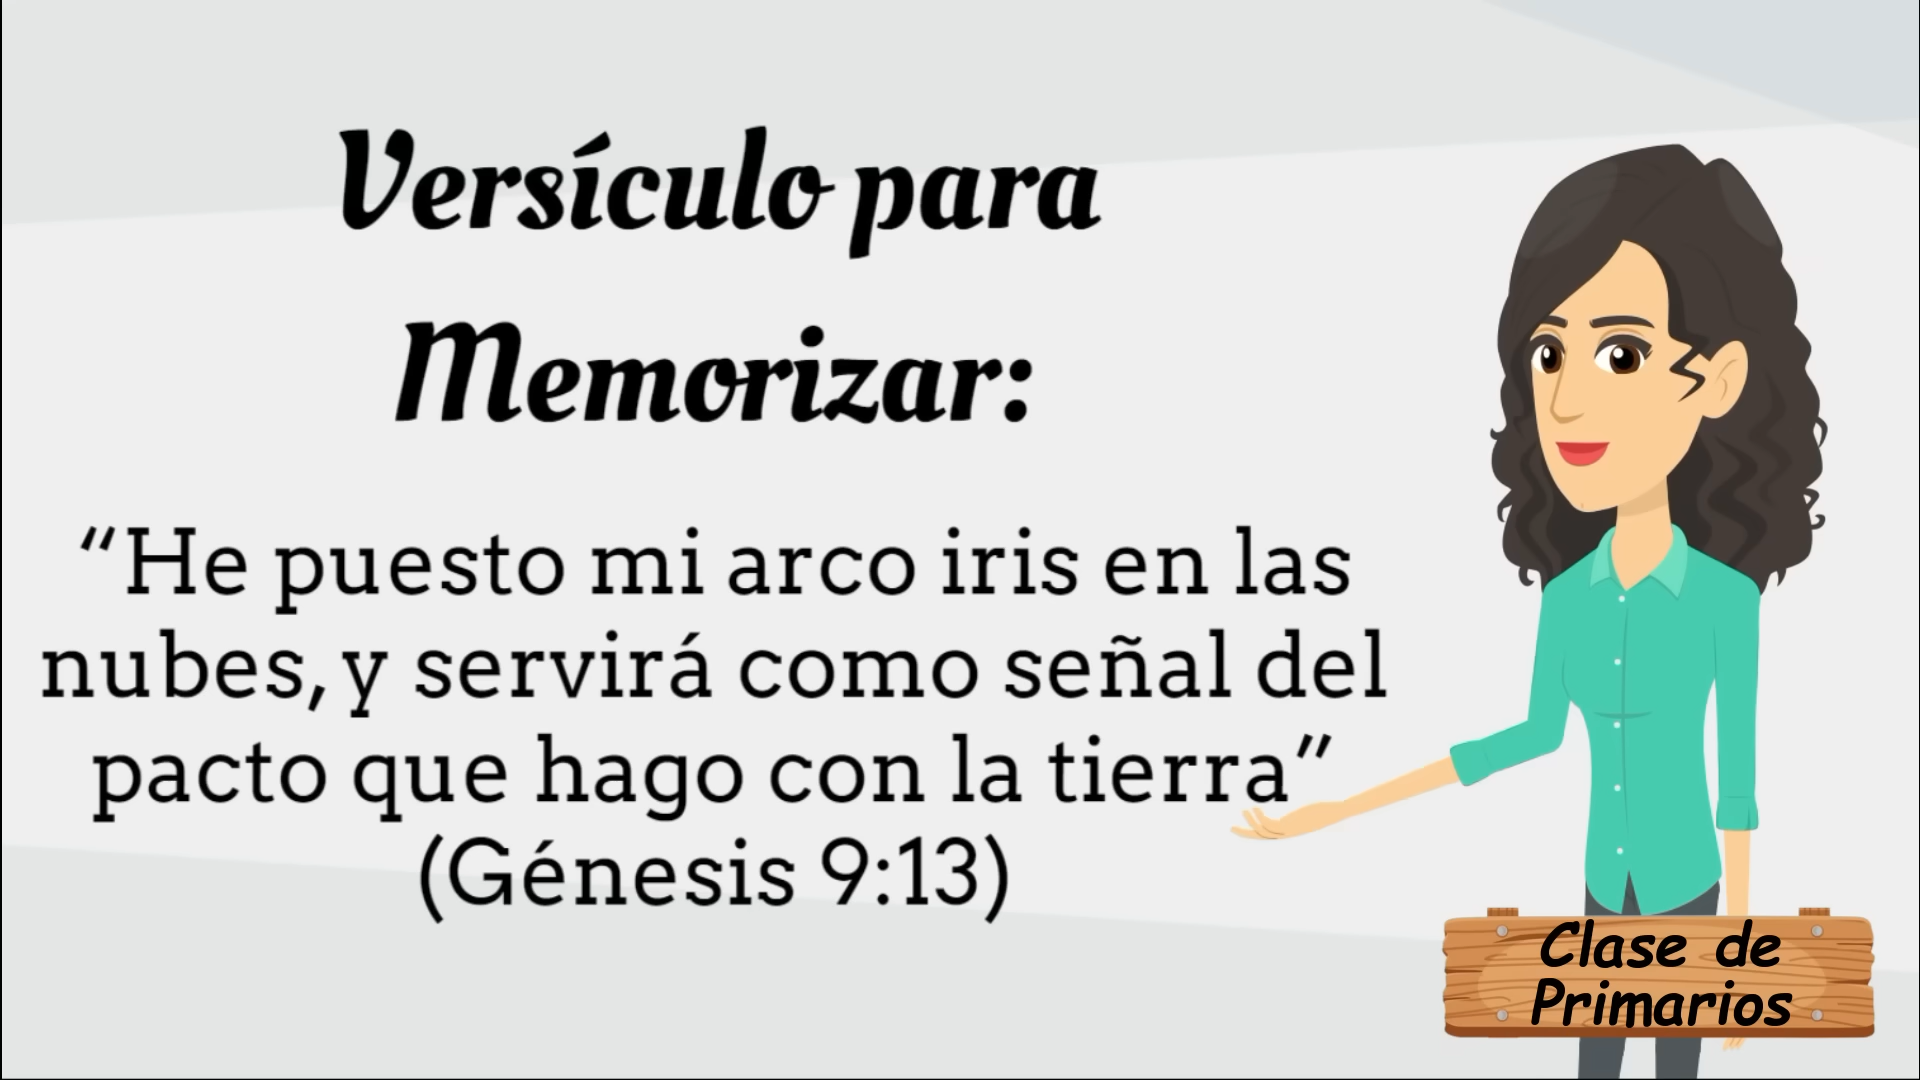 Versículo para
Memorizar:
“He puesto mi arco iris en las
nubes, y servirá como señal del
pacto que hago con la tierra”
(Génesis 9:13)
Clase de
Primarios